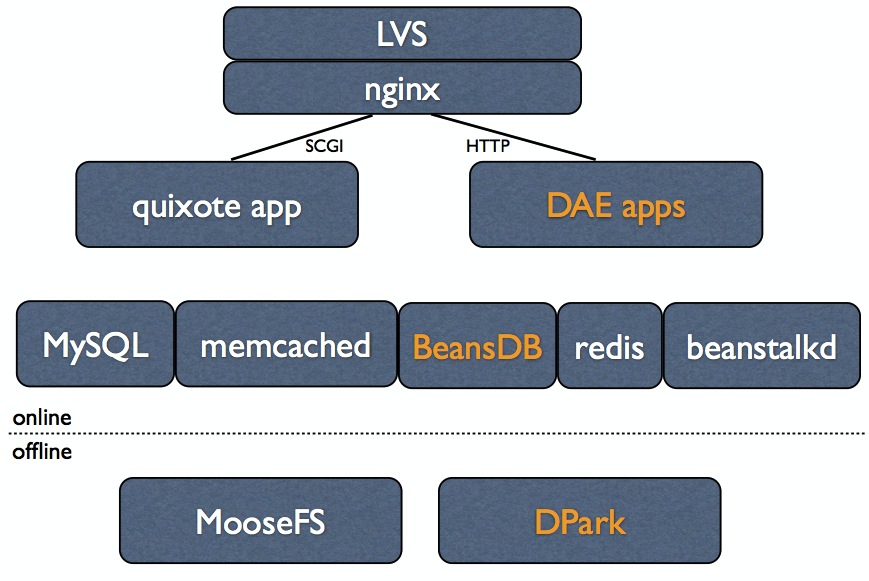 LVS
nginx
SCGI
HTTP
quixote app
DAE apps
MySQL
memcached
BeansDB
redis
beanstalkd
online
offline
MooseFS
DPark